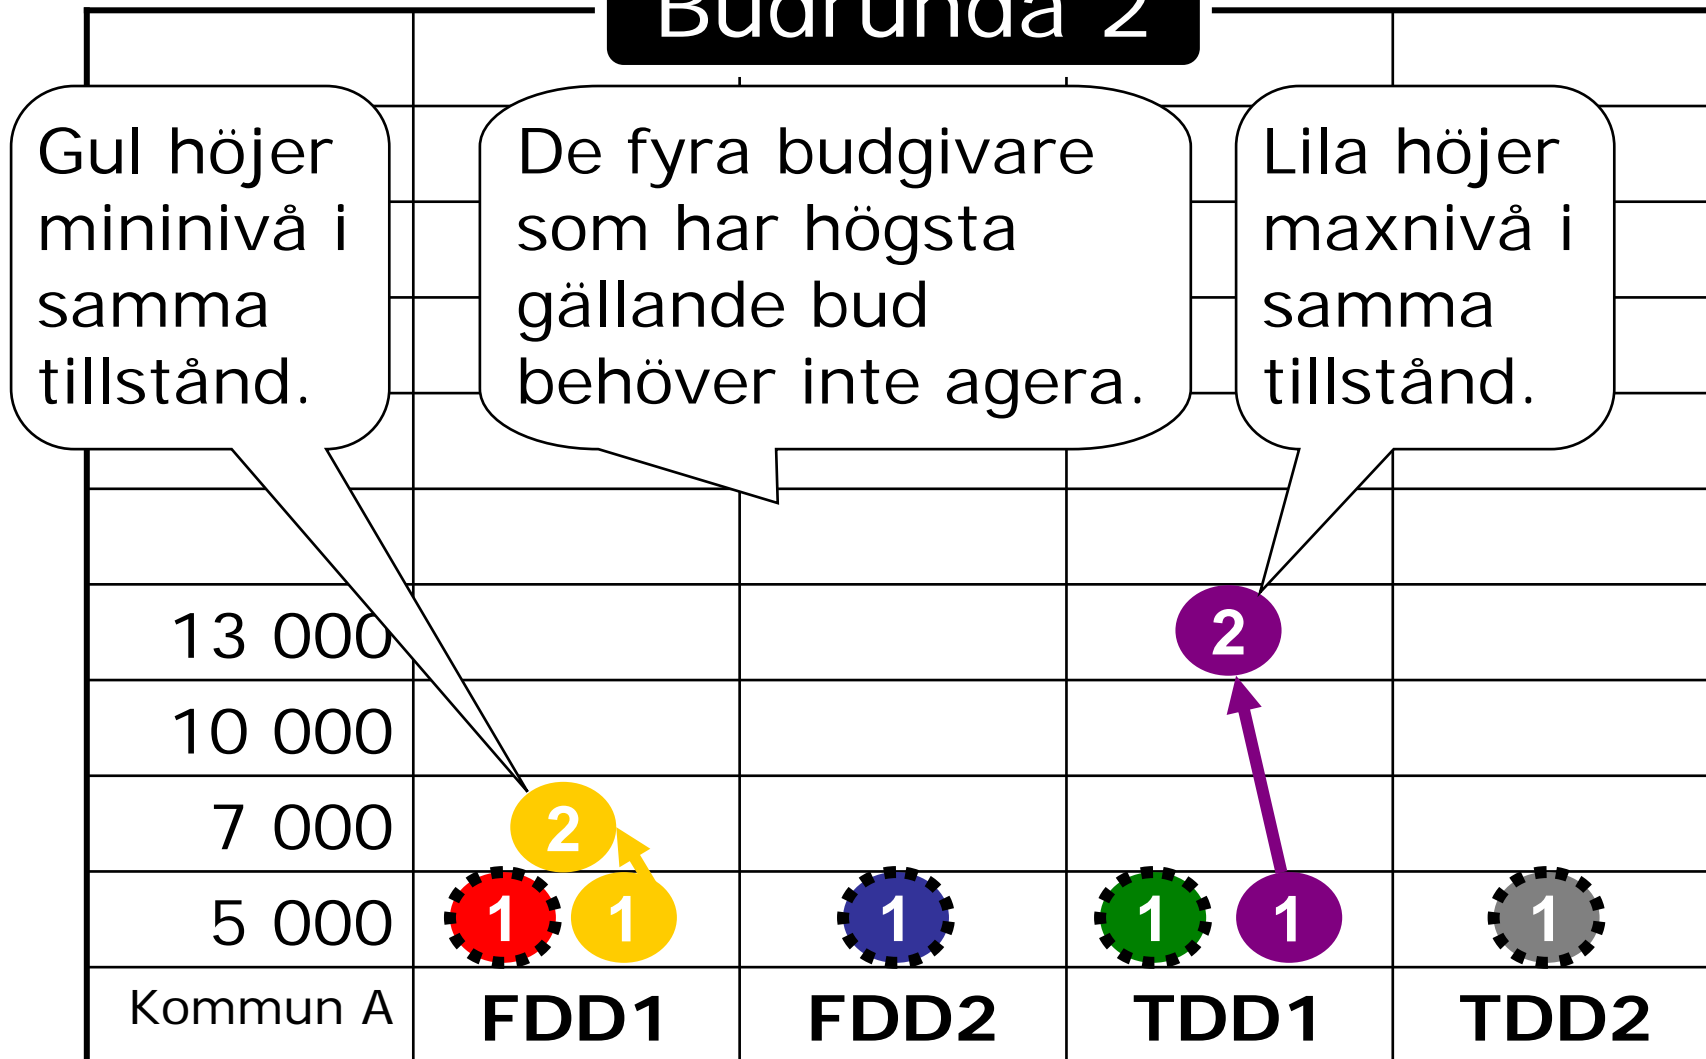 Budrunda 2
Gul höjer
mininivå i
samma
tillstånd.
De fyra budgivare
som har högsta
gällande bud
behöver inte agera.
Lila höjer
maxnivå i
samma
tillstånd.
13 000
2
10 000
7 000
2
5 000
1
1
1
1
1
1
Kommun A
FDD1
FDD2
TDD1
TDD2